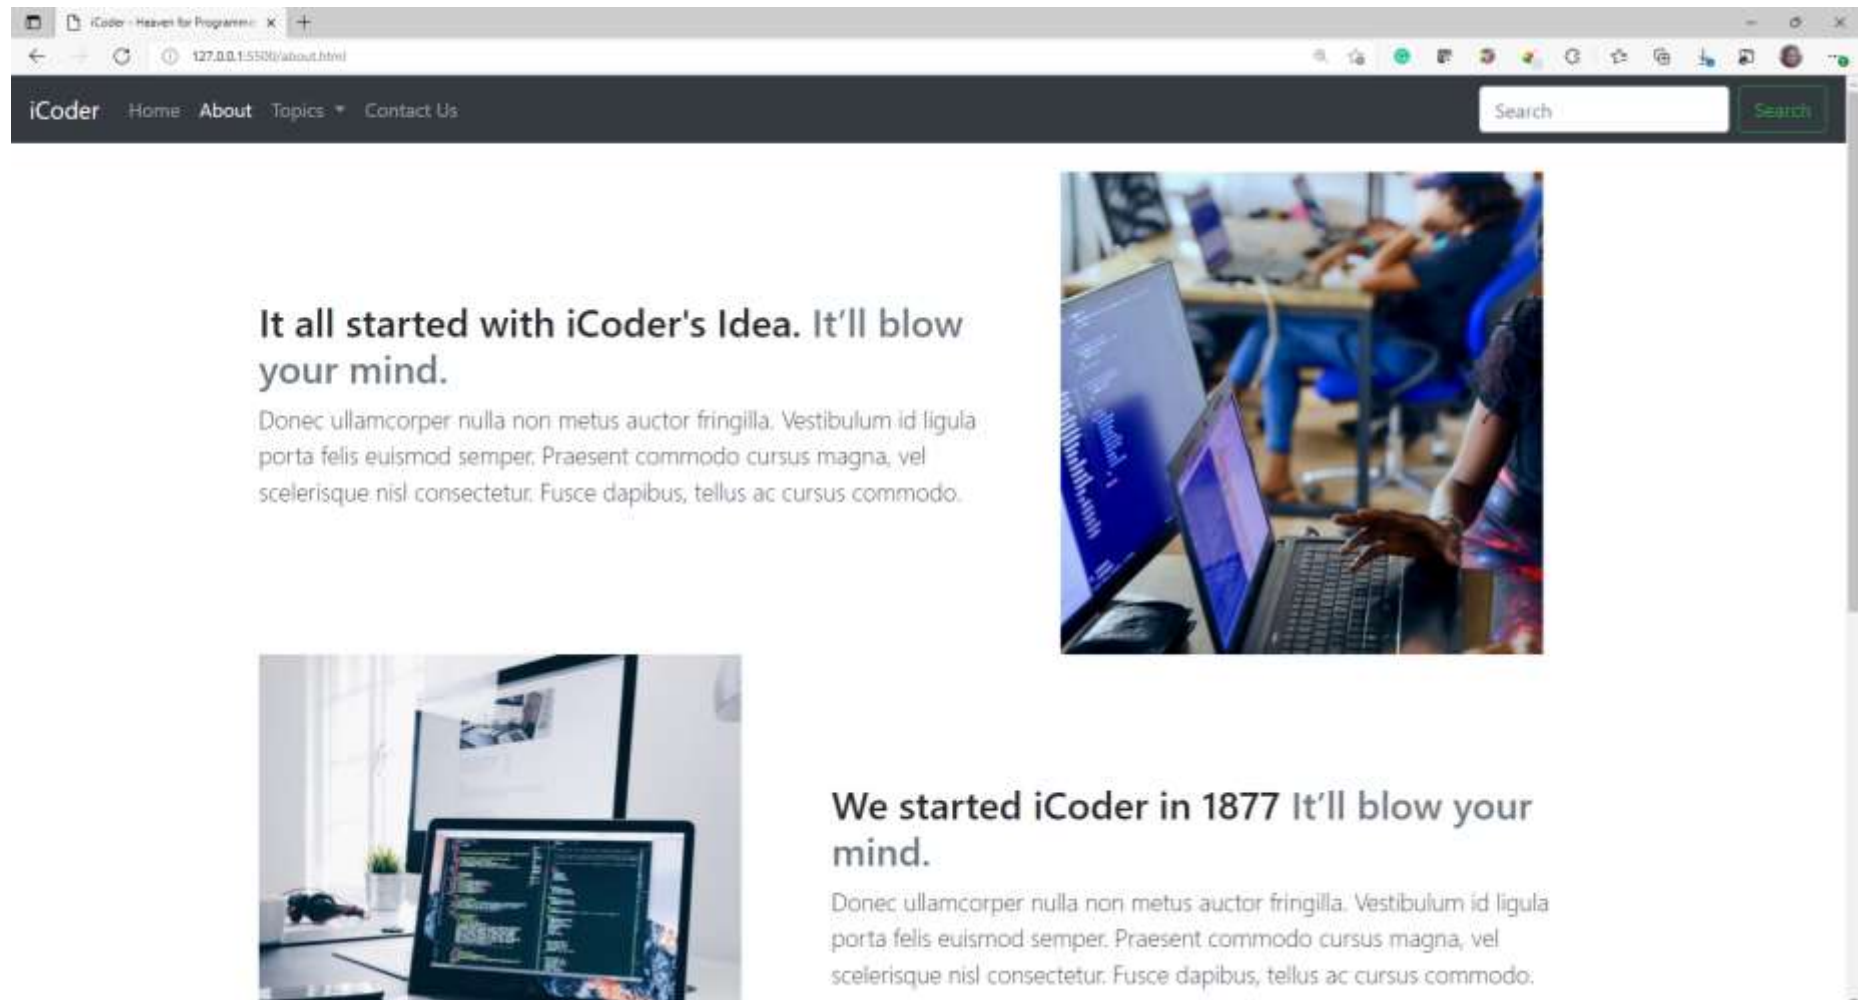 iCoder - Heaven for Programme
127.0.0.1:5500/about.html
iCoder Home About Topics Contact Us Search Search
It all started with iCoder's Idea. It'll blow
your mind.
Donec ullamcorper nulla non metus auctor fringilla. Vestibulum id ligula
porta felis euismod semper. Praesent commodo cursus magna, vel
scelerisque nisl consectetur. Fusce dapibus, tellus ac cursus commodo.
We started iCoder in 1877 It'll blow your
mind.
Donec ullamcorper nulla non metus auctor fringilla. Vestibulum id ligula
porta felis euismod semper. Praesent commodo cursus magna, vel
scelerisque nisl consectetur. Fusce dapibus, tellus ac cursus commodo.